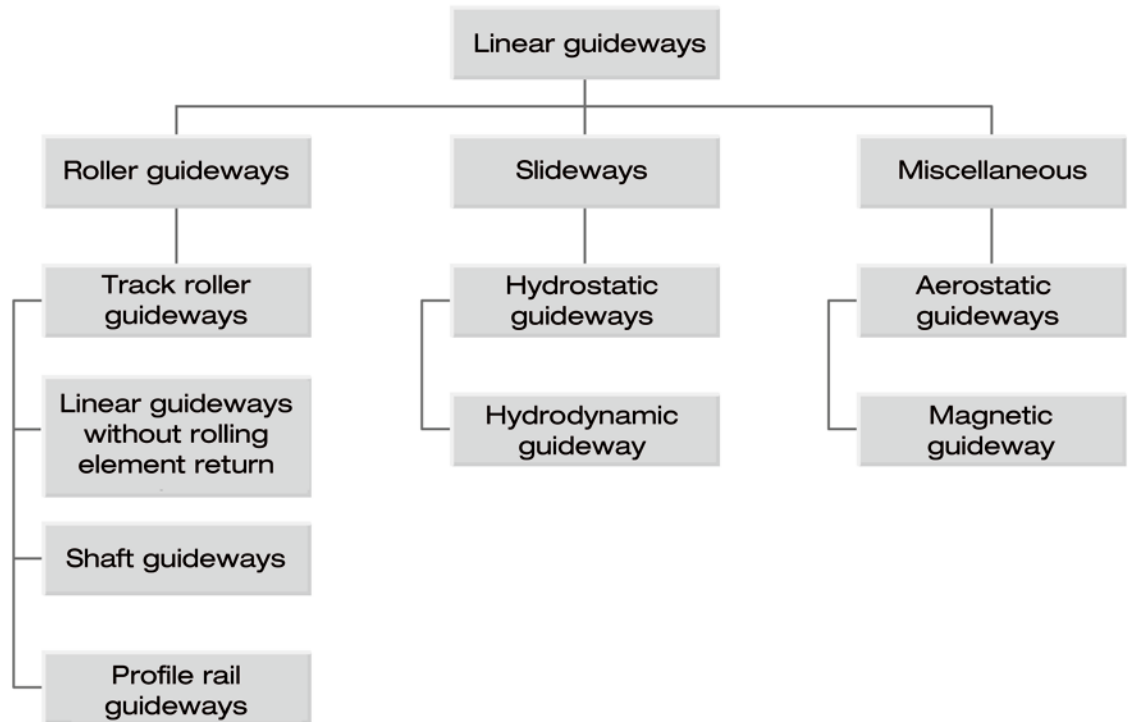 Linear guideways
Roller guideways
Slideways
Miscellaneous
Track roller
guideways
Hydrostatic
guideways
Aerostatic
guideways
Linear guideways
without rolling
element return
Hydrodynamic
guideway
Magnetic
guideway
Shaft guideways
Profile rail
guideways